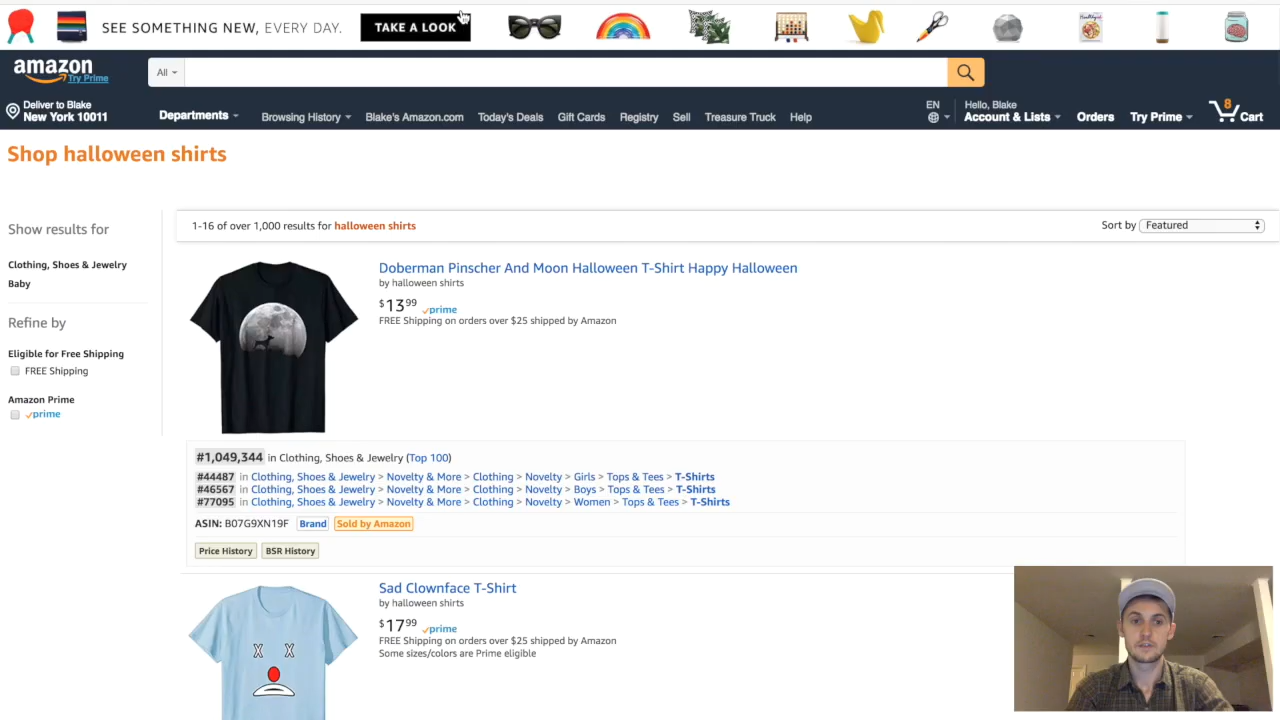 SEE SOMETHING NEW, EVERY DAY. TAKE A LOOK
amazon
Try Prime
All
Deliver to Blake
New York 10011
Departments
Browsing History
Blake's Amazon.com
Today's Deals
Gift Cards
Registry
Sell
Treasure Truck
Help
EN
Hello, Blake
Account & Lists
Orders
Try Prime
8
Cart
Shop halloween shirts
Show results for
Clothing, Shoes & Jewelry
Baby
Refine by
Eligible for Free Shipping
FREE Shipping
Amazon Prime
prime
1-16 of over 1,000 results for halloween shirts
Sort by Featured
Doberman Pinscher And Moon Halloween T-Shirt Happy Halloween
by halloween shirts
$13 99 prime
FREE Shipping on orders over $25 shipped by Amazon
#1,049,344 in Clothing, Shoes & Jewelry (Top 100)
#44487 in Clothing, Shoes & Jewelry > Novelty & More > Clothing > Novelty > Girls > Tops & Tees > T-Shirts
#46567 in Clothing, Shoes & Jewelry > Novelty & More > Clothing > Novelty > Boys > Tops & Tees > T-Shirts
#77095 in Clothing, Shoes & Jewelry > Novelty & More > Clothing > Novelty > Women > Tops & Tees > T-Shirts
ASIN: B07G9XN19F Brand Sold by Amazon
Price History BSR History
Sad Clownface T-Shirt
by halloween shirts
$17 99 prime
FREE Shipping on orders over $25 shipped by Amazon
Some sizes/colors are Prime eligible
X X